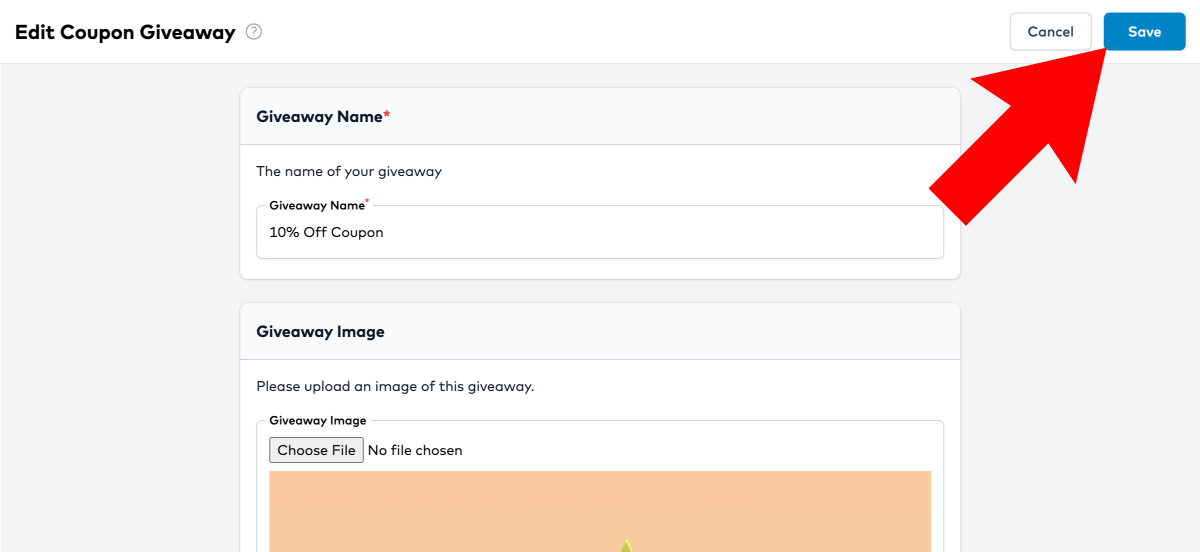 Edit Coupon Giveaway ?
Cancel
Save
Giveaway Name*
The name of your giveaway
Giveaway Name*
10% Off Coupon
Giveaway Image
Please upload an image of this giveaway.
Giveaway Image
Choose File No file chosen